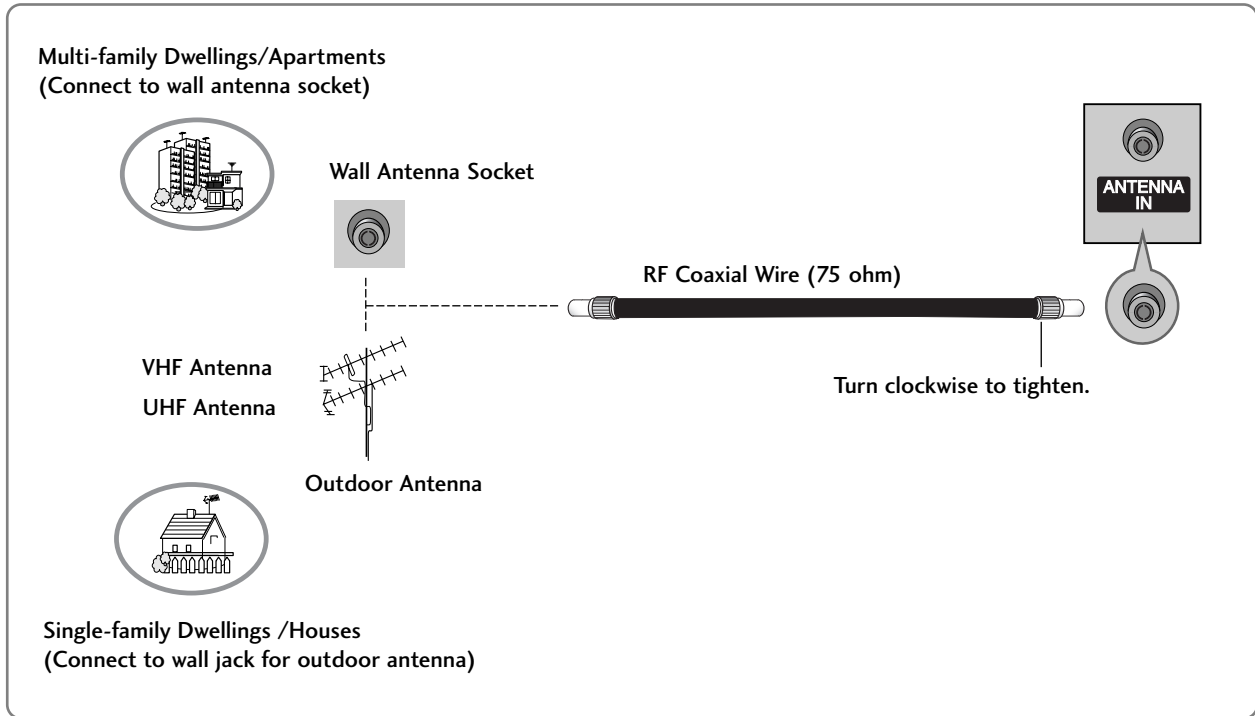 Multi-family Dwellings/Apartments
(Connect to wall antenna socket)
Wall Antenna Socket
ANTENNA
IN
RF Coaxial Wire (75 ohm)
VHF Antenna
UHF Antenna
Turn clockwise to tighten.
Outdoor Antenna
Single-family Dwellings /Houses
(Connect to wall jack for outdoor antenna)